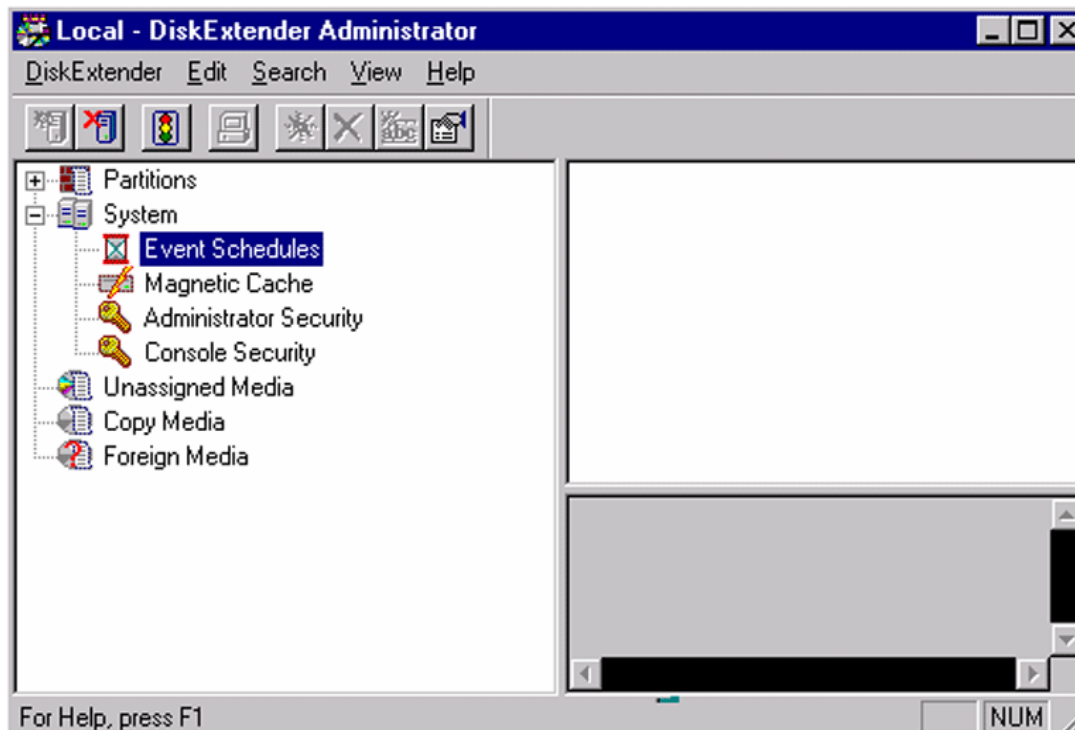 Local - DiskExtender Administrator
DiskExtender Edit Search View Help
abc
Partitions
System
Event Schedules
Magnetic Cache
Administrator Security
Console Security
Unassigned Media
Copy Media
Foreign Media
For Help, press F1
NUM